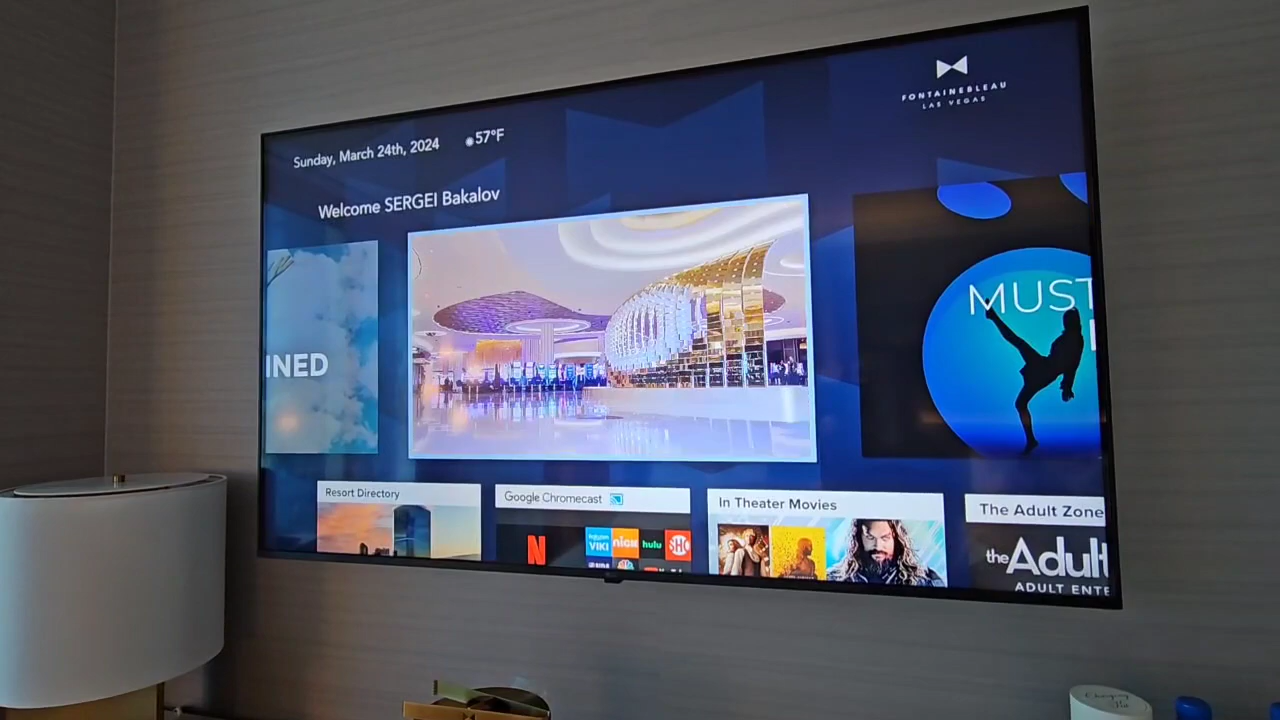 FONTAINEBLEAU
LAS VEGAS
Sunday, March 24th, 2024
57°F
Welcome SERGEI Bakalov
INED
MUST
Resort Directory
Google Chromecast
In Theater Movies
The Adult Zone
N
Rakuten
VIKI
nick
hulu
SHO
the Adult
ADULT ENTE